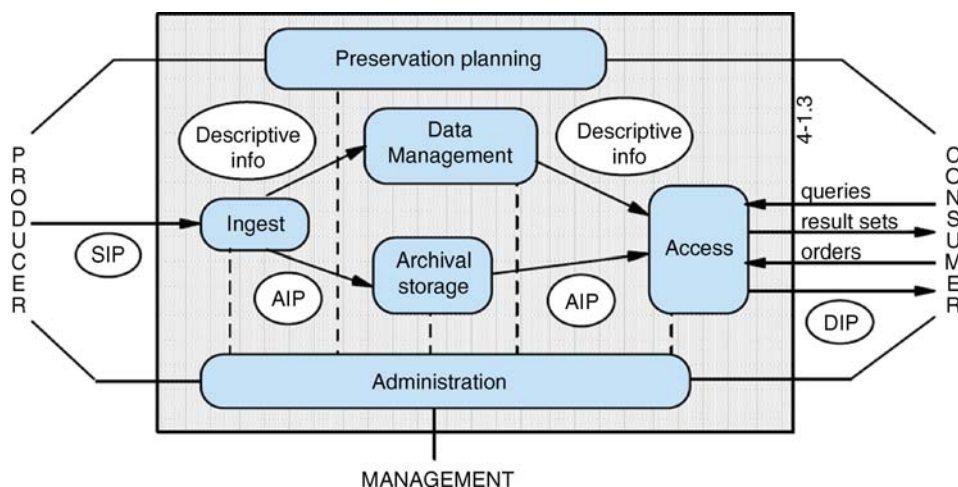 Preservation planning
4-1.3
Descriptive
info
Data
Management
Descriptive
info
PRODUCER
CONSUMER
queries
Ingest
result sets
Access
SIP
Archival
storage
orders
AIP
AIP
DIP
Administration
MANAGEMENT